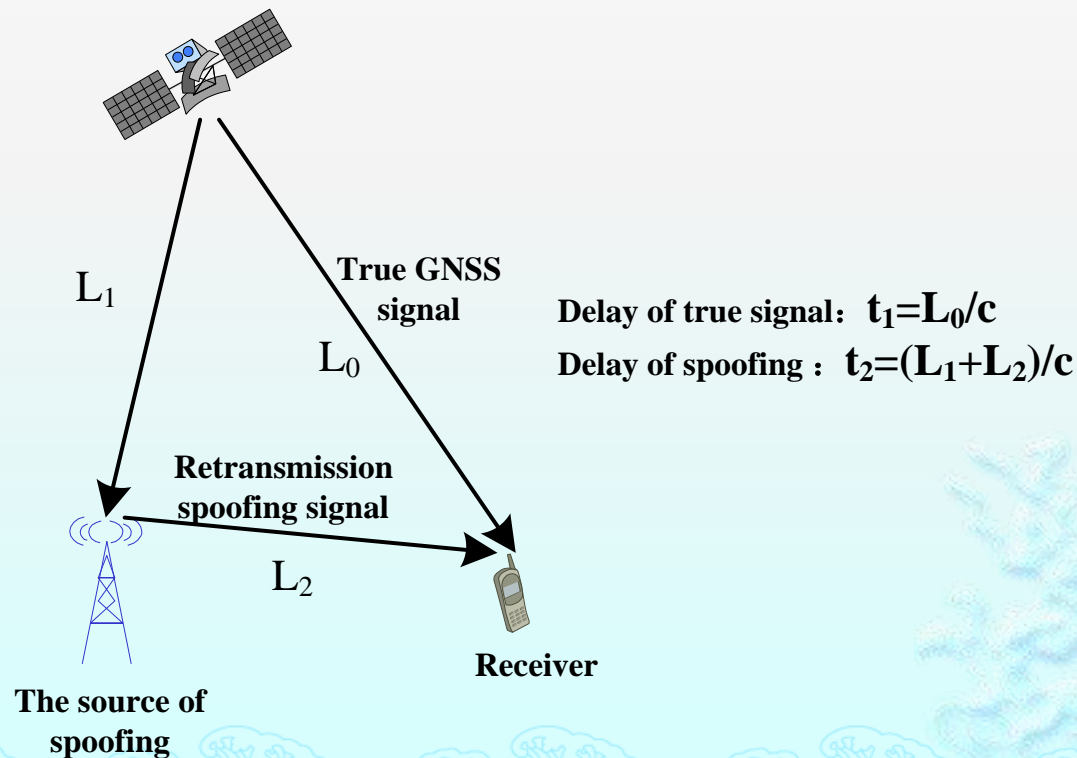 L₁
True GNSS
signal
L₀
Delay of true signal：t₁=L₀/c
Delay of spoofing：t₂=(L₁+L₂)/c
Retransmission
spoofing signal
L₂
Receiver
The source of
spoofing